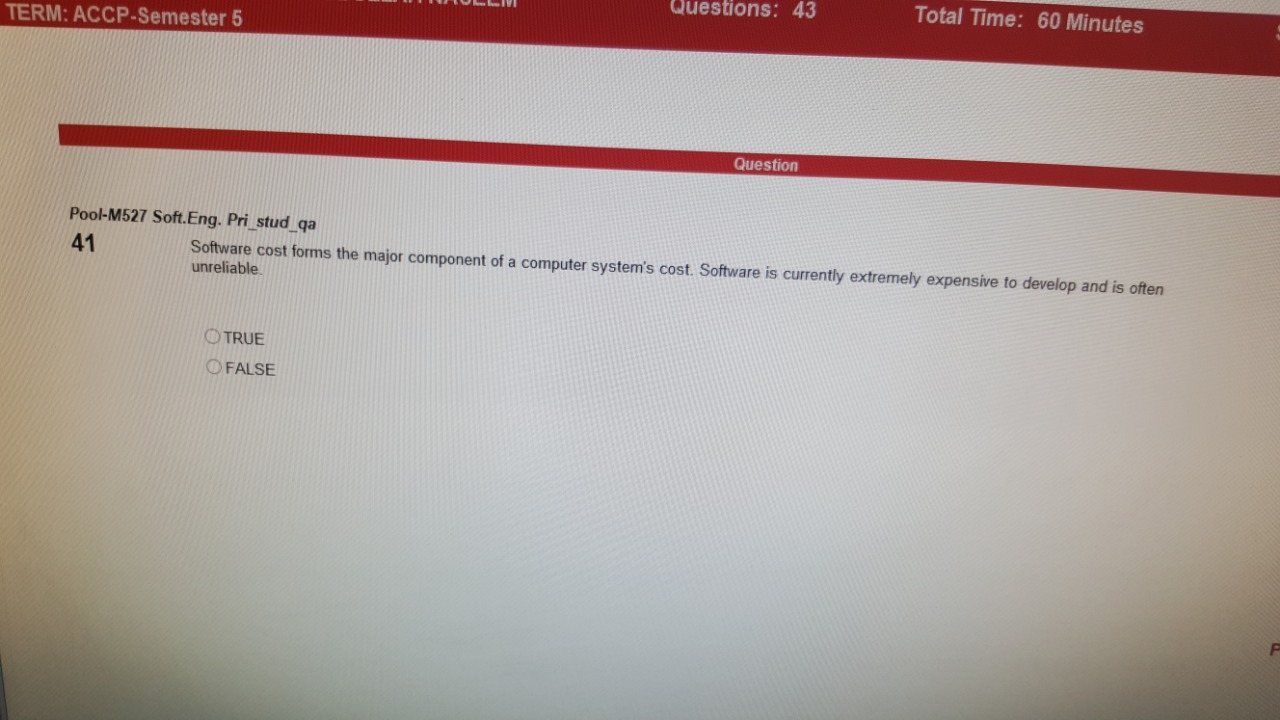 TERM: ACCP-Semester 5
Questions: 43
Total Time: 60 Minutes
Question
Pool-M527 Soft.Eng. Pri_stud_qa
41
Software cost forms the major component of a computer system's cost. Software is currently extremely expensive to develop and is often
unreliable.
TRUE
FALSE
P